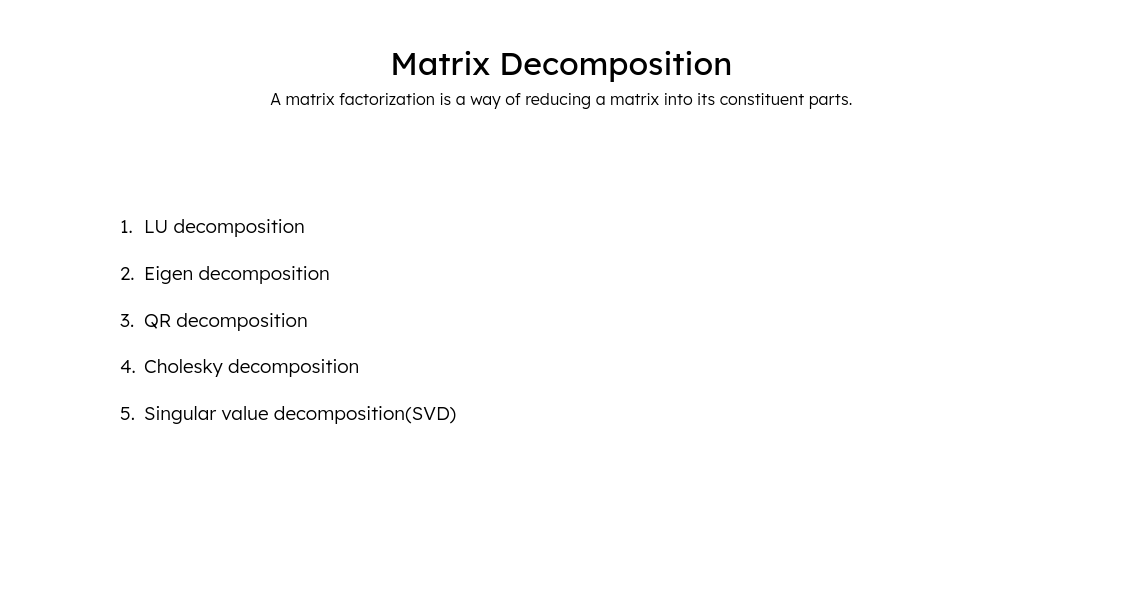 Matrix Decomposition
A matrix factorization is a way of reducing a matrix into its constituent parts.
1. LU decomposition
2. Eigen decomposition
3. QR decomposition
4. Cholesky decomposition
5. Singular value decomposition(SVD)